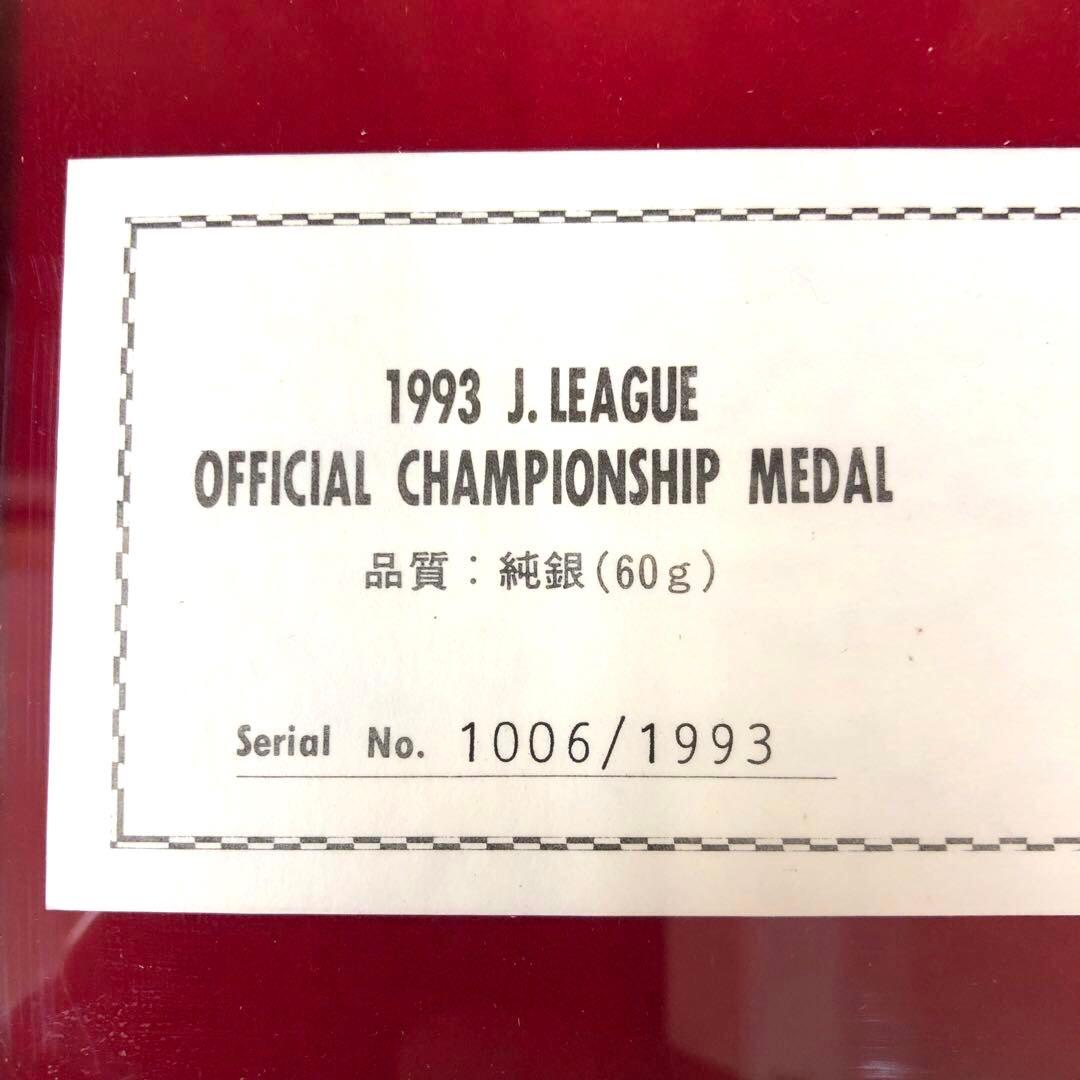 1993 J.LEAGUE
OFFICIAL CHAMPIONSHIP MEDAL
品質：純銀(60g)
Serial No. 1006/1993